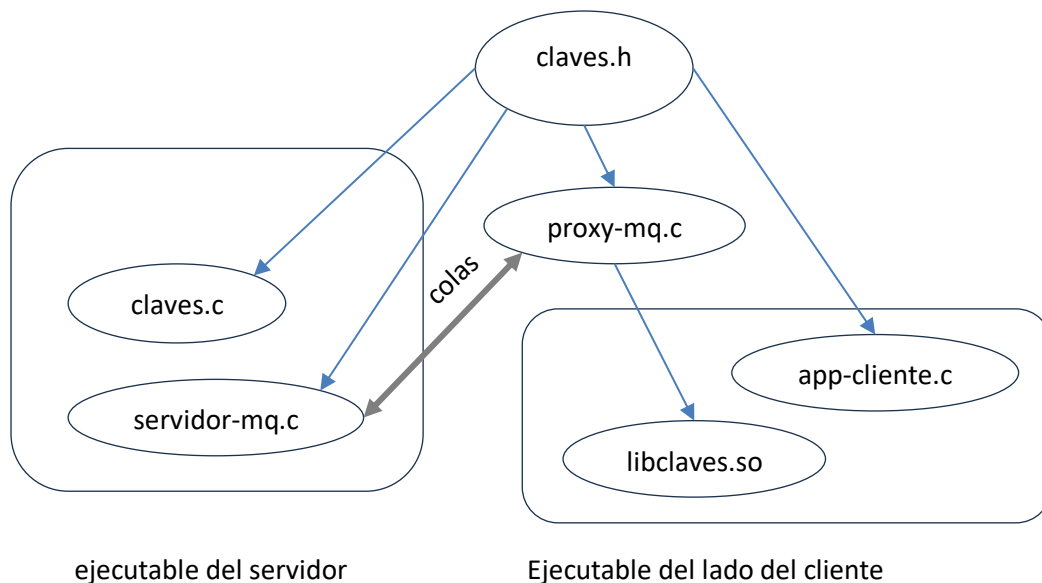 claves.h
proxy-mq.c
colas
claves.c
app-cliente.c
servidor-mq.c
libclaves.so
ejecutable del servidor
Ejecutable del lado del cliente